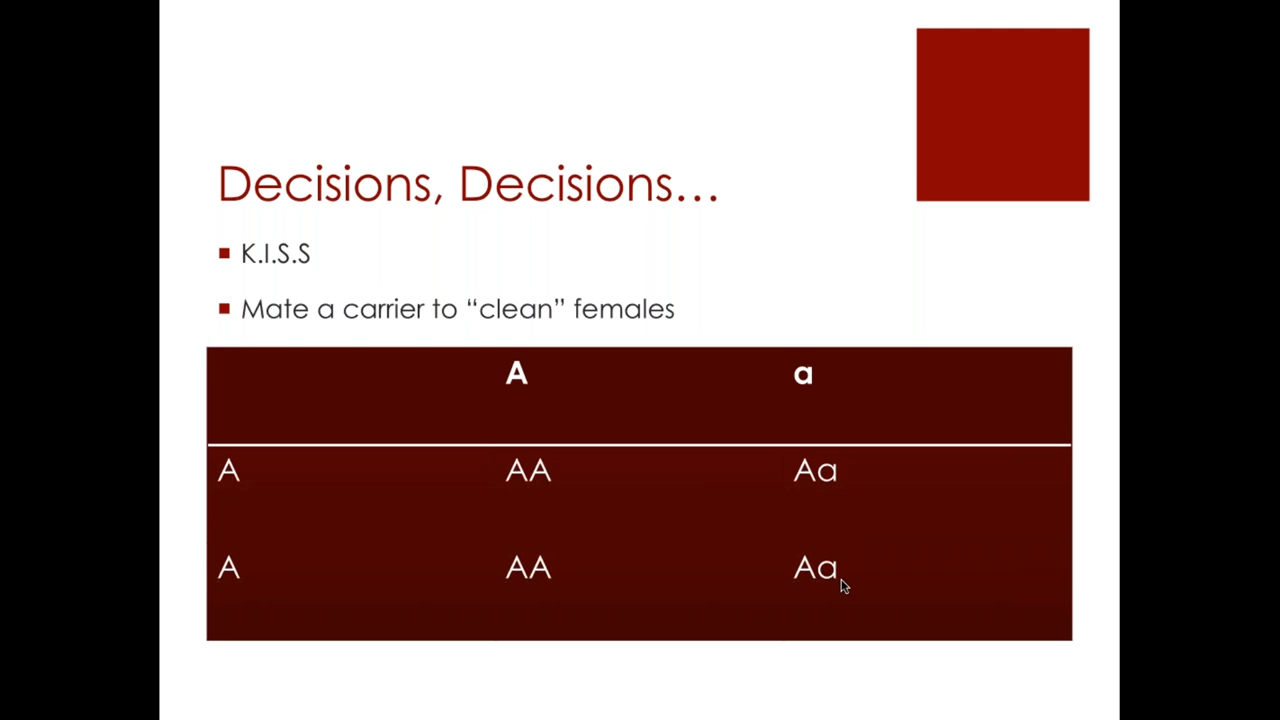 Decisions, Decisions…
K.I.S.S
Mate a carrier to “clean” females
A a
A AA Aa
A AA Aa